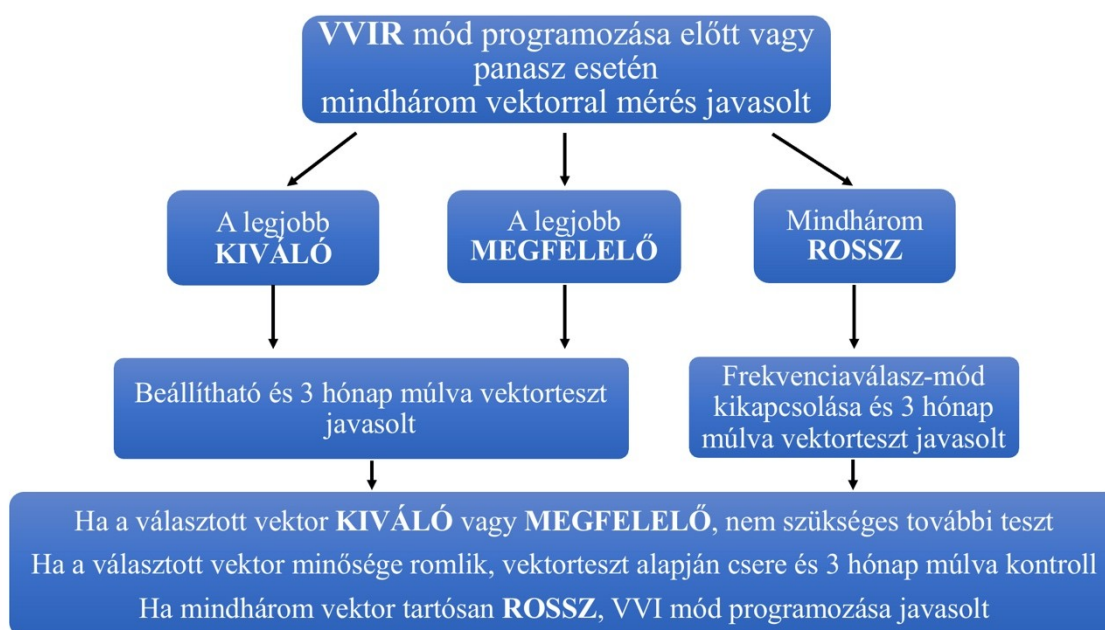 VVIR mód programozása előtt vagy
panasz esetén
mindhárom vektorral mérés javasolt
A legjobb
KIVÁLÓ
A legjobb
MEGFELELŐ
Mindhárom
ROSSZ
Beállítható és 3 hónap múlva vektorteszt
javasolt
Frekvenciaválasz-mód
kikapcsolása és 3 hónap
múlva vektorteszt javasolt
Ha a választott vektor KIVÁLÓ vagy MEGFELELŐ, nem szükséges további teszt
Ha a választott vektor minősége romlik, vektorteszt alapján csere és 3 hónap múlva kontroll
Ha mindhárom vektor tartósan ROSSZ, VVI mód programozása javasolt